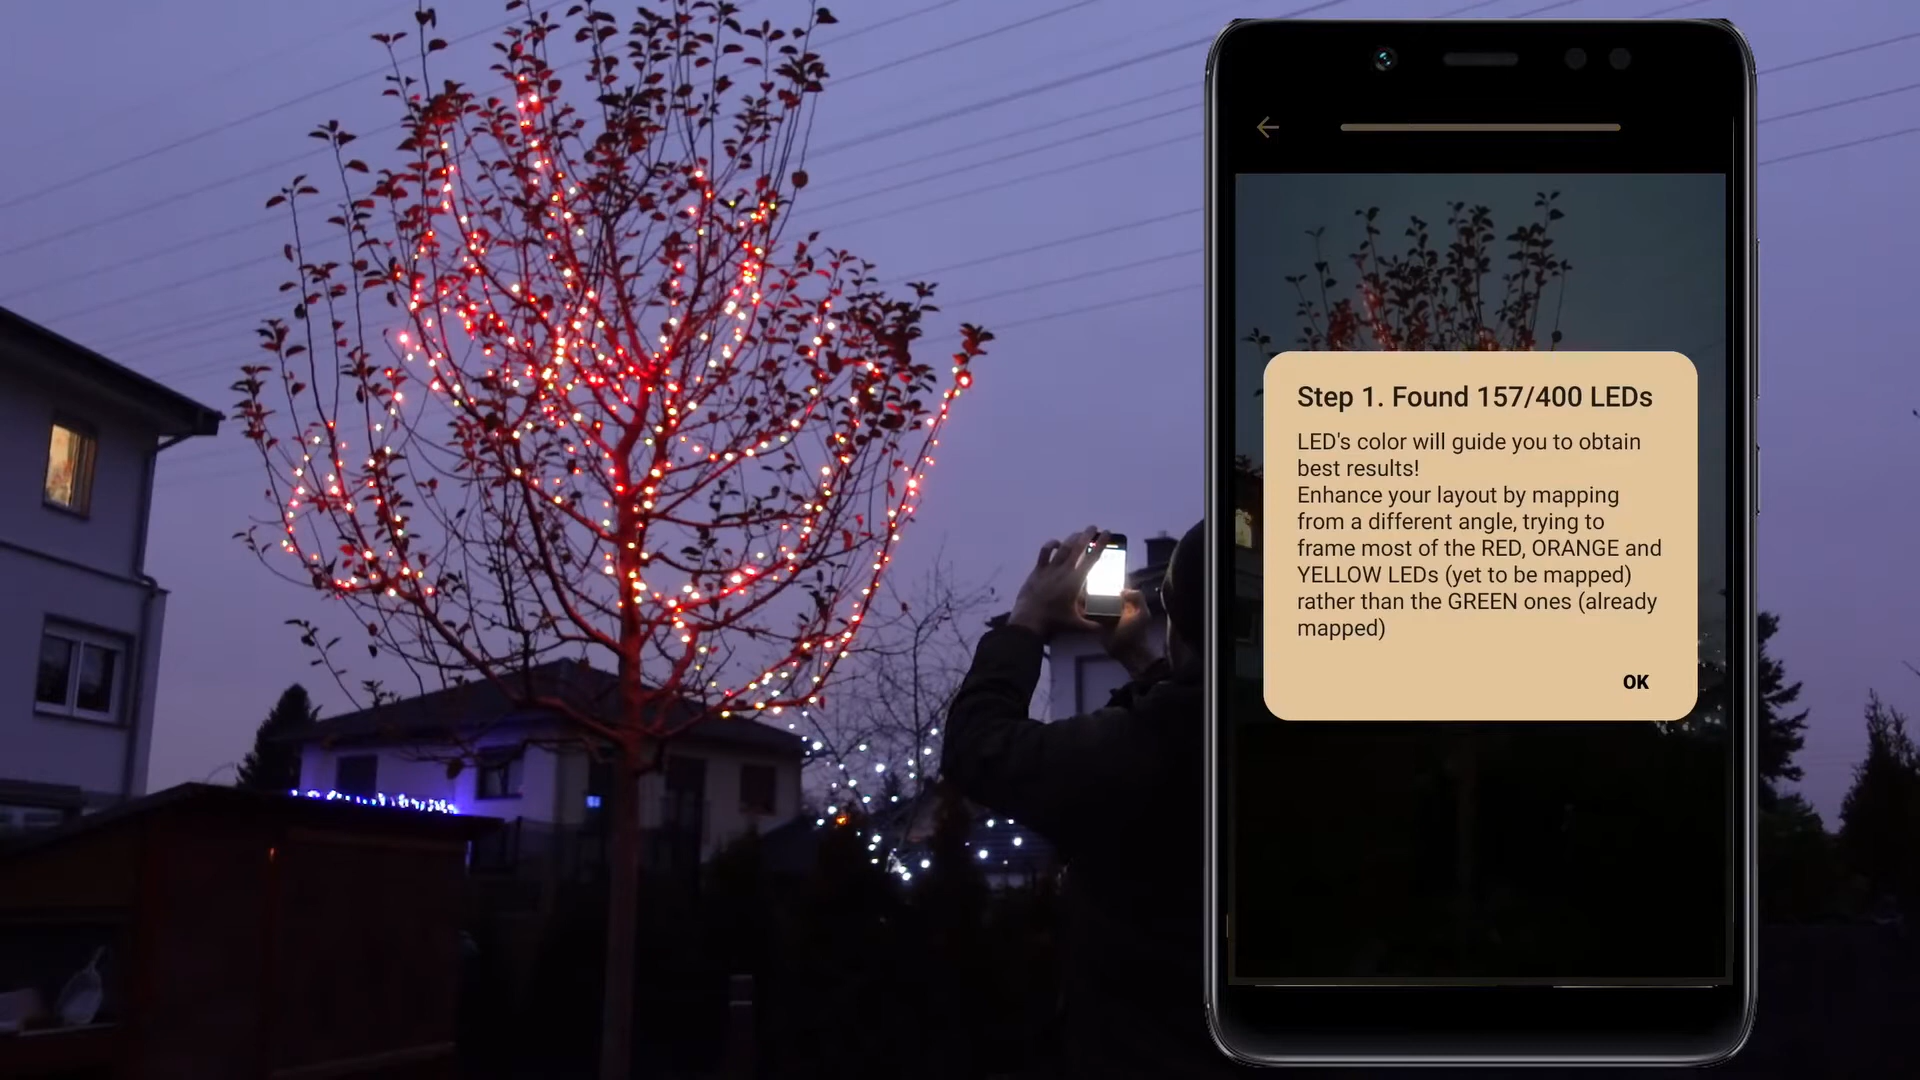 Step 1. Found 157/400 LEDs
LED's color will guide you to obtain
best results!
Enhance your layout by mapping
from a different angle, trying to
frame most of the RED, ORANGE and
YELLOW LEDs (yet to be mapped)
rather than the GREEN ones (already
mapped)
OK